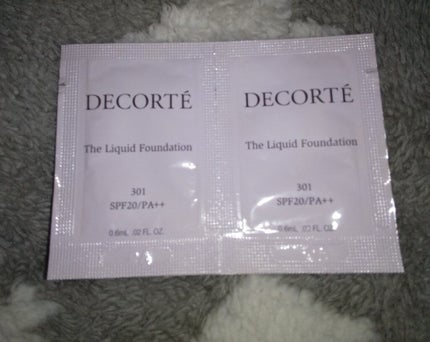 DECORTÉ
The Liquid Foundation
301
SPF20/PA++
0.6mL .02 FL. OZ.
DECORTÉ
The Liquid Foundation
301
SPF20/PA++
0.6mL .02 FL. OZ.